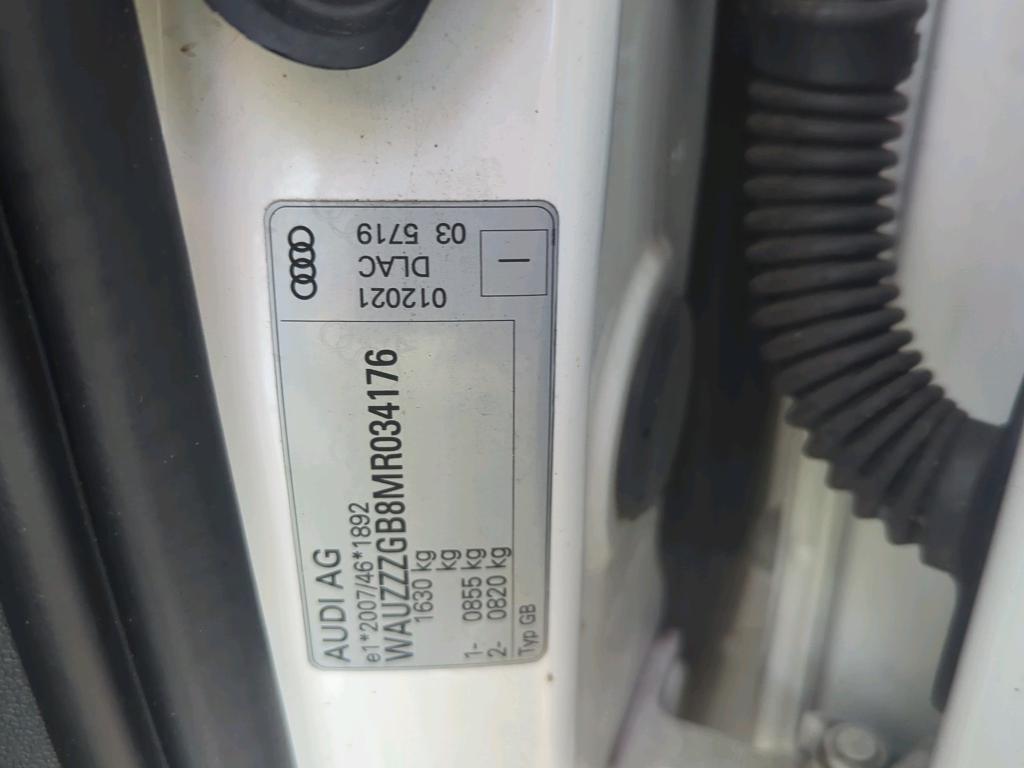 AUDI AG
e1*2007/46*1892
WAUZZZGB8MR034176
1630 kg
kg
1- 0855 kg
2- 0820 kg
Typ GB
012021
DLAC
03 5719